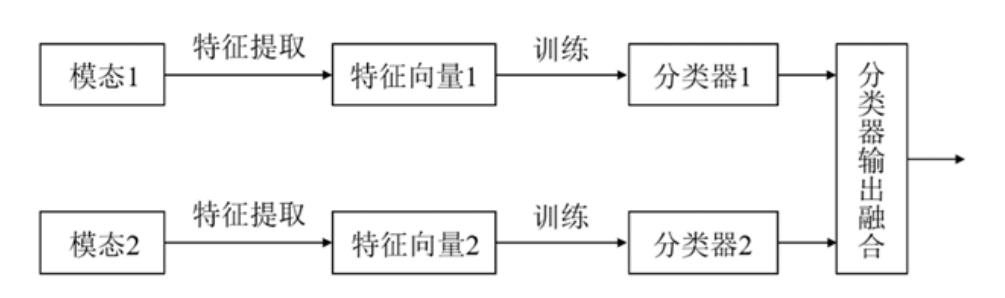 特征提取
训练
模态1
特征向量1
分类器1
分类器输出融合
特征提取
训练
模态2
特征向量2
分类器2